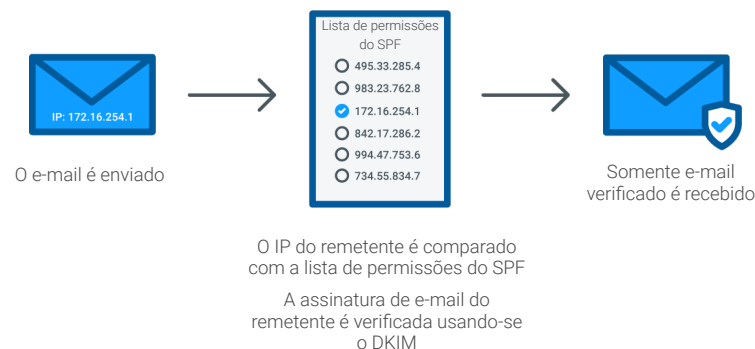 IP: 172.16.254.1
O e-mail é enviado
Lista de permissões
do SPF
495.33.285.4
983.23.762.8
172.16.254.1
842.17.286.2
994.47.753.6
734.55.834.7
O IP do remetente é comparado
com a lista de permissões do SPF
A assinatura de e-mail do
remetente é verificada usando-se
o DKIM
Somente e-mail
verificado é recebido